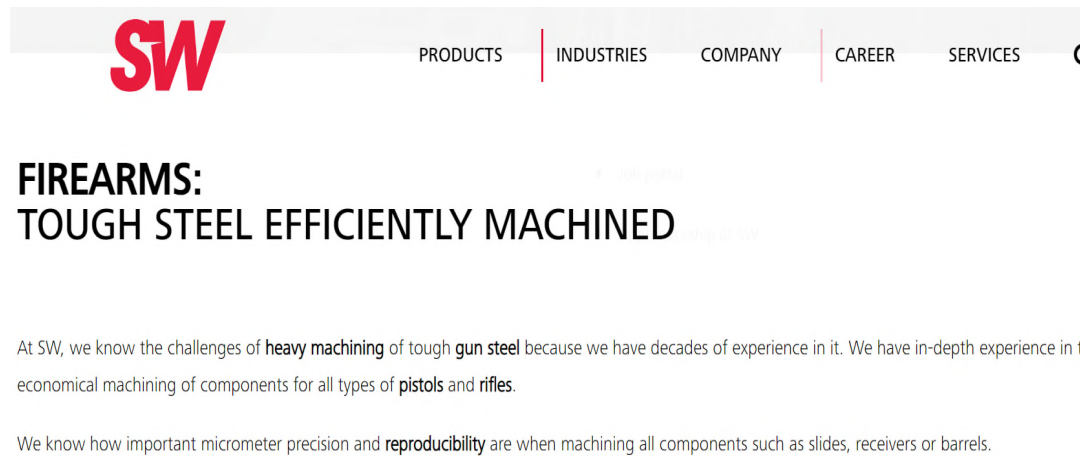 SW
PRODUCTS INDUSTRIES COMPANY CAREER SERVICES
FIREARMS:
TOUGH STEEL EFFICIENTLY MACHINED
At SW, we know the challenges of heavy machining of tough gun steel because we have decades of experience in it. We have in-depth experience in
economical machining of components for all types of pistols and rifles.
We know how important micrometer precision and reproducibility are when machining all components such as slides, receivers or barrels.